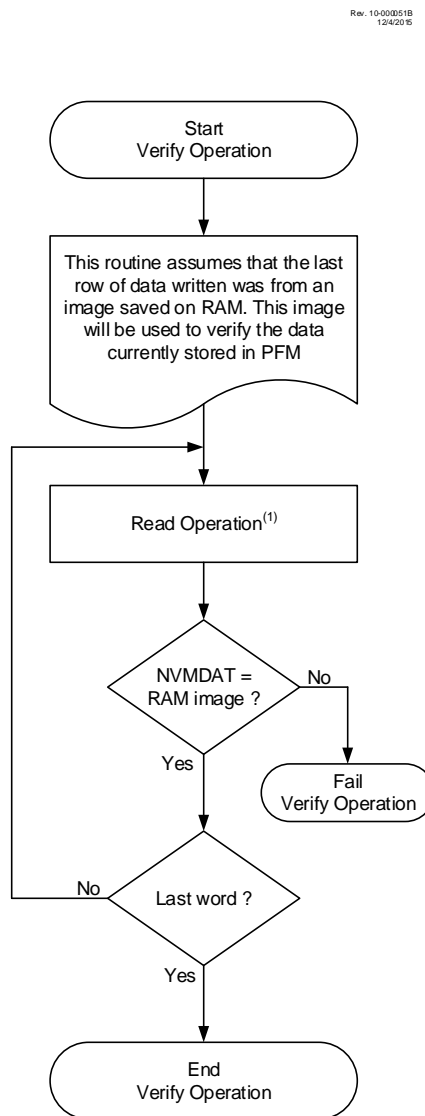 Rev. 10-000051B
12/4/2015
Start
Verify Operation
This routine assumes that the last
row of data written was from an
image saved on RAM. This image
will be used to verify the data
currently stored in PFM
Read Operation(1)
NVMDAT =
RAM image ?
No
Yes
Fail
Verify Operation
Last word ?
No
Yes
End
Verify Operation